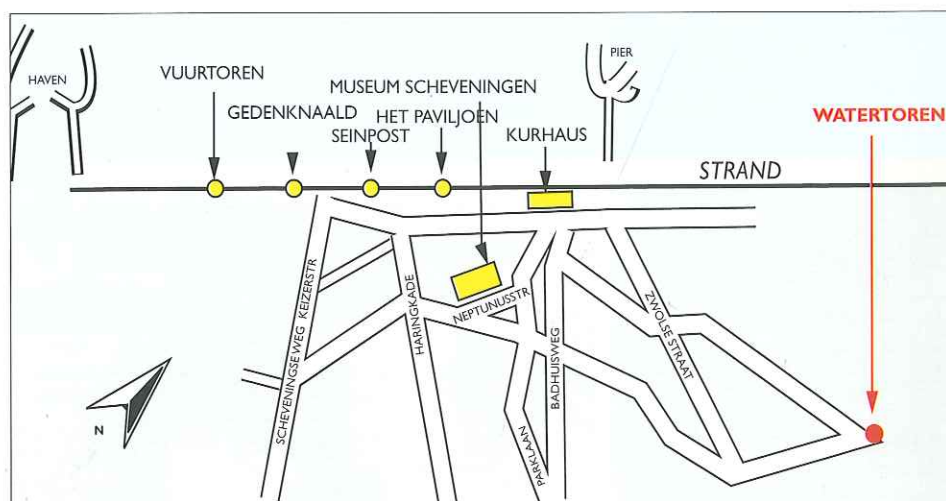 HAVEN
PIER
VUURTOREN
MUSEUM SCHEVENINGEN
GEDENKNAALD
HET PAVILJOEN
SEINPOST
KURHAUS
WATERTOREN
STRAND
SCHEVENINGSEWEG KEIZERSTR
HARINGKADE
NEPTUNUSSTR
PARKLAAN
BADHUISWEG
ZWOLSE STRAAT
N